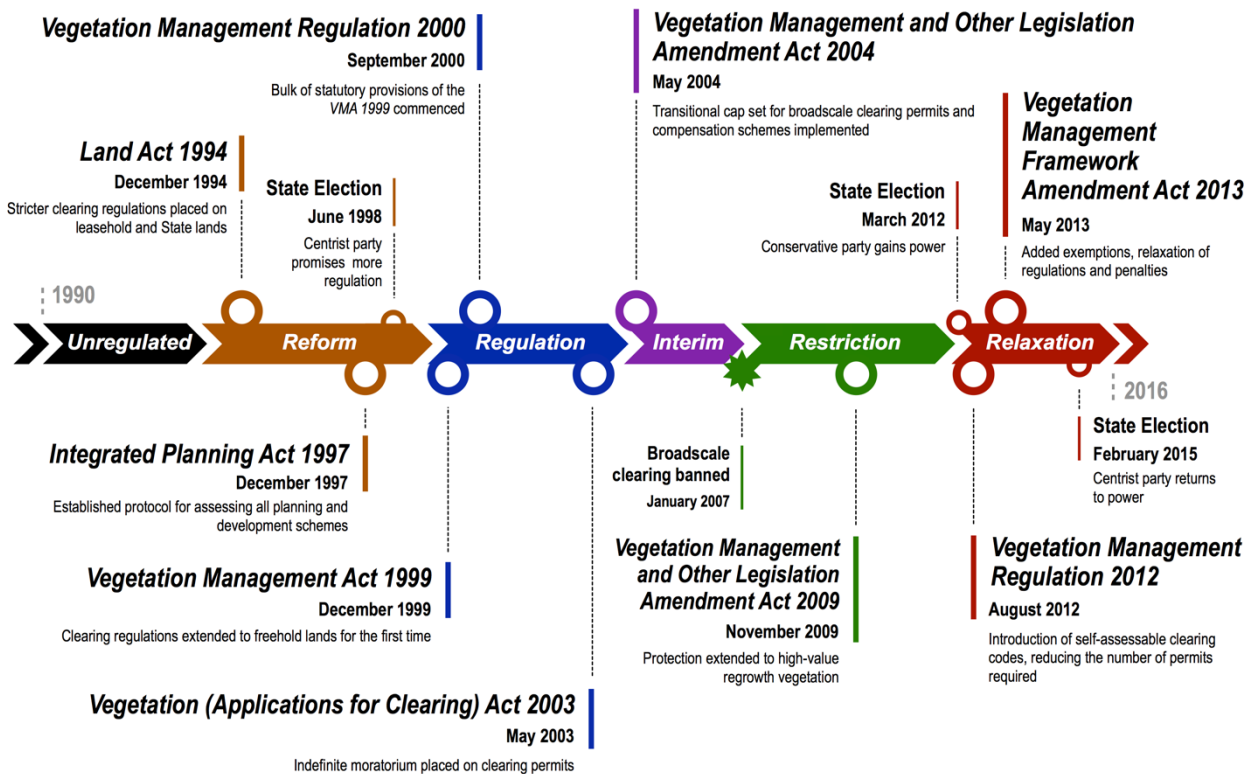 Vegetation Management Regulation 2000
September 2000
Bulk of statutory provisions of the
VMA 1999 commenced
Vegetation Management and Other Legislation
Amendment Act 2004
May 2004
Transitional cap set for broadscale clearing permits and
compensation schemes implemented
Land Act 1994
December 1994
Stricter clearing regulations placed on
leasehold and State lands
State Election
June 1998
Centrist party
promises more
regulation
State Election
March 2012
Conservative party gains power
Vegetation
Management
Framework
Amendment Act 2013
May 2013
Added exemptions, relaxation of
regulations and penalties
1990
Unregulated
Reform
Regulation
Interim
Restriction
Relaxation
2016
Integrated Planning Act 1997
December 1997
Established protocol for assessing all planning and
development schemes
Vegetation Management Act 1999
December 1999
Clearing regulations extended to freehold lands for the first time
Vegetation (Applications for Clearing) Act 2003
May 2003
Indefinite moratorium placed on clearing permits
Broadscale
clearing banned
January 2007
Vegetation Management
and Other Legislation
Amendment Act 2009
November 2009
Protection extended to high-value
regrowth vegetation
State Election
February 2015
Centrist party returns
to power
Vegetation Management
Regulation 2012
August 2012
Introduction of self-assessable clearing
codes, reducing the number of permits
required